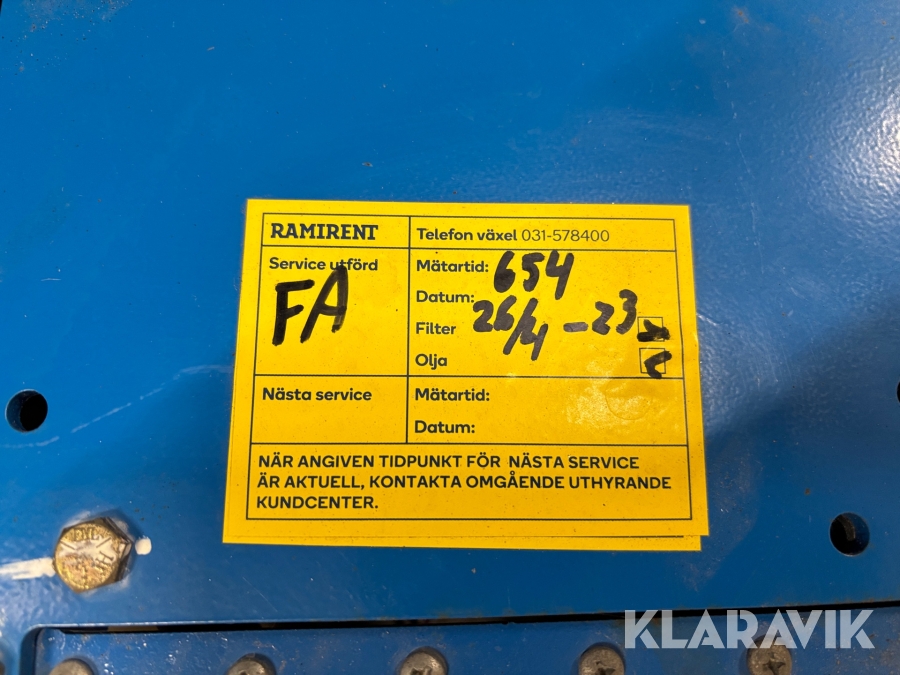 RAMIRENT
Telefon växel 031-578400
Service utförd
FA
Mätartid: 654
Datum: 26/4-23
Filter
Olja
Nästa service
Mätartid:
Datum:
NÄR ANGIVEN TIDPUNKT FÖR NÄSTA SERVICE
ÄR AKTUELL, KONTAKTA OMGÅENDE UTHYRANDE
KUNDCENTER.
KLARAVIK